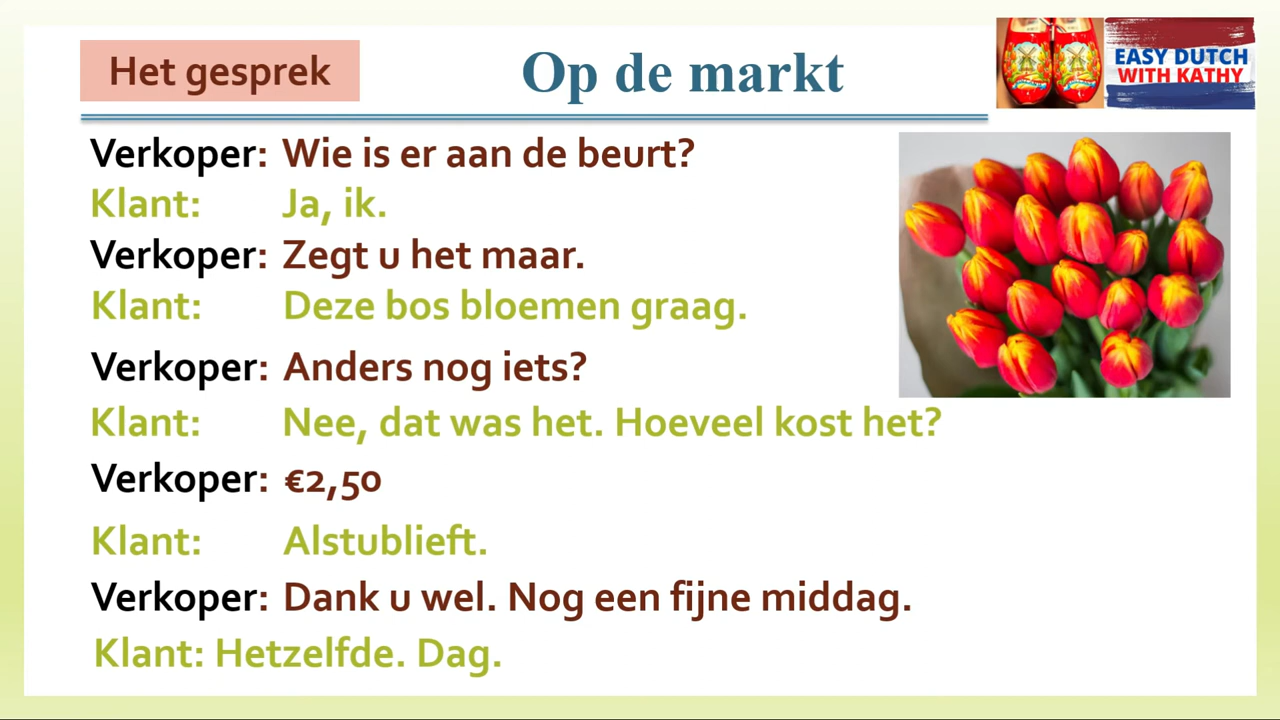 Het gesprek
Op de markt
EASY DUTCH
WITH KATHY
Verkoper: Wie is er aan de beurt?
Klant: Ja, ik.
Verkoper: Zegt u het maar.
Klant: Deze bos bloemen graag.
Verkoper: Anders nog iets?
Klant: Nee, dat was het. Hoeveel kost het?
Verkoper: €2,50
Klant: Alstublieft.
Verkoper: Dank u wel. Nog een fijne middag.
Klant: Hetzelfde. Dag.